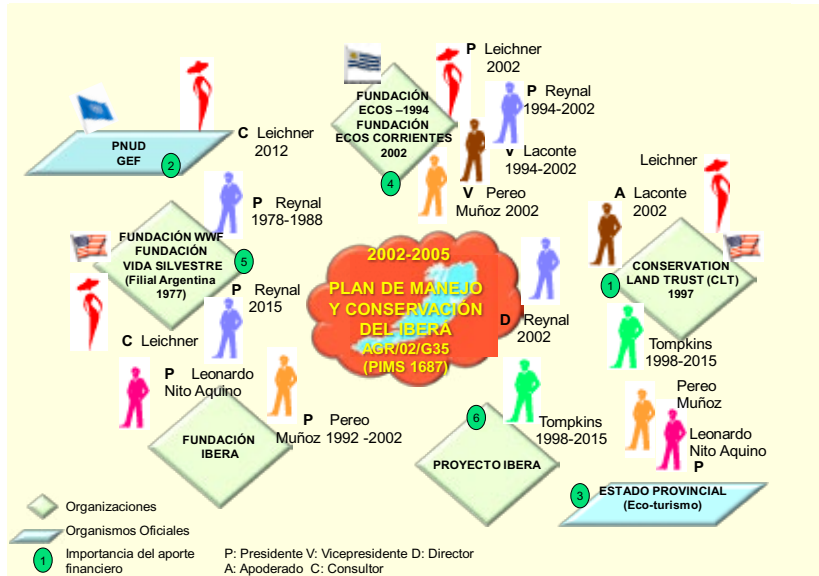 P Leichner
2002
FUNDACIÓN
ECOS –1994
FUNDACIÓN
ECOS CORRIENTES
2002
4
P Reynal
1994-2002
V Laconte
1994-2002
V Pereo
Muñoz 2002
PNUD
GEF
2
C Leichner
2012
P Reynal
1978-1988
FUNDACIÓN WWF
FUNDACIÓN
VIDA SILVESTRE
(Filial Argentina
1977)
5
P Reynal
2015
C Leichner
Leichner
A Laconte
2002
1
CONSERVATION
LAND TRUST (CLT)
1997
Tompkins
1998-2015
2002-2005
PLAN DE MANEJO
Y CONSERVACIÓN
DEL IBERÁ
AGR/02/G35
(PIMS 1687)
D Reynal
2002
P Leonardo
Nito Aquino
P Pereo
Muñoz 1992 -2002
FUNDACIÓN
IBERA
6
Tompkins
1998-2015
PROYECTO IBERA
Pereo
Muñoz
Leonardo
Nito Aquino
P
3
ESTADO PROVINCIAL
(Eco-turismo)
Organizaciones
Organismos Oficiales
1
Importancia del aporte
financiero
P: Presidente V: Vicepresidente D: Director
A: Apoderado C: Consultor